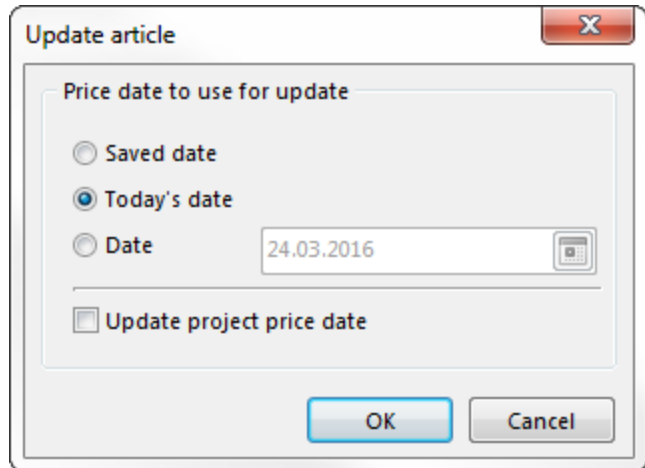 Update article
Price date to use for update
Saved date
Today's date
Date
24.03.2016
Update project price date
OK
Cancel